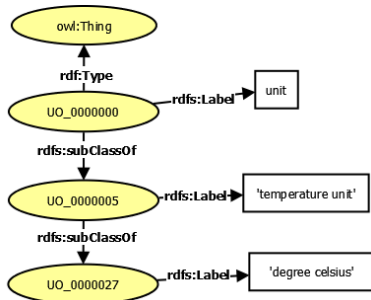 owl:Thing
rdf:Type
UO_0000000
rdfs:Label
unit
rdfs:subClassOf
UO_0000005
rdfs:Label
'temperature unit'
rdfs:subClassOf
UO_0000027
rdfs:Label
'degree celsius'